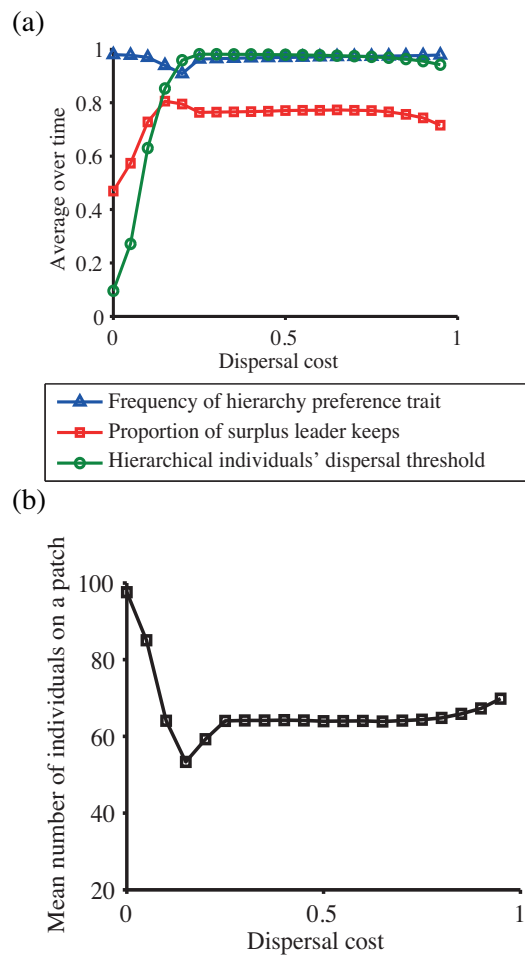 (a)
1
0.8
0.6
0.4
0.2
0
Average over time
0
0.5
1
Dispersal cost
Frequency of hierarchy preference trait
Proportion of surplus leader keeps
Hierarchical individuals' dispersal threshold
(b)
Mean number of individuals on a patch
100
80
60
40
20
0
0.5
1
Dispersal cost